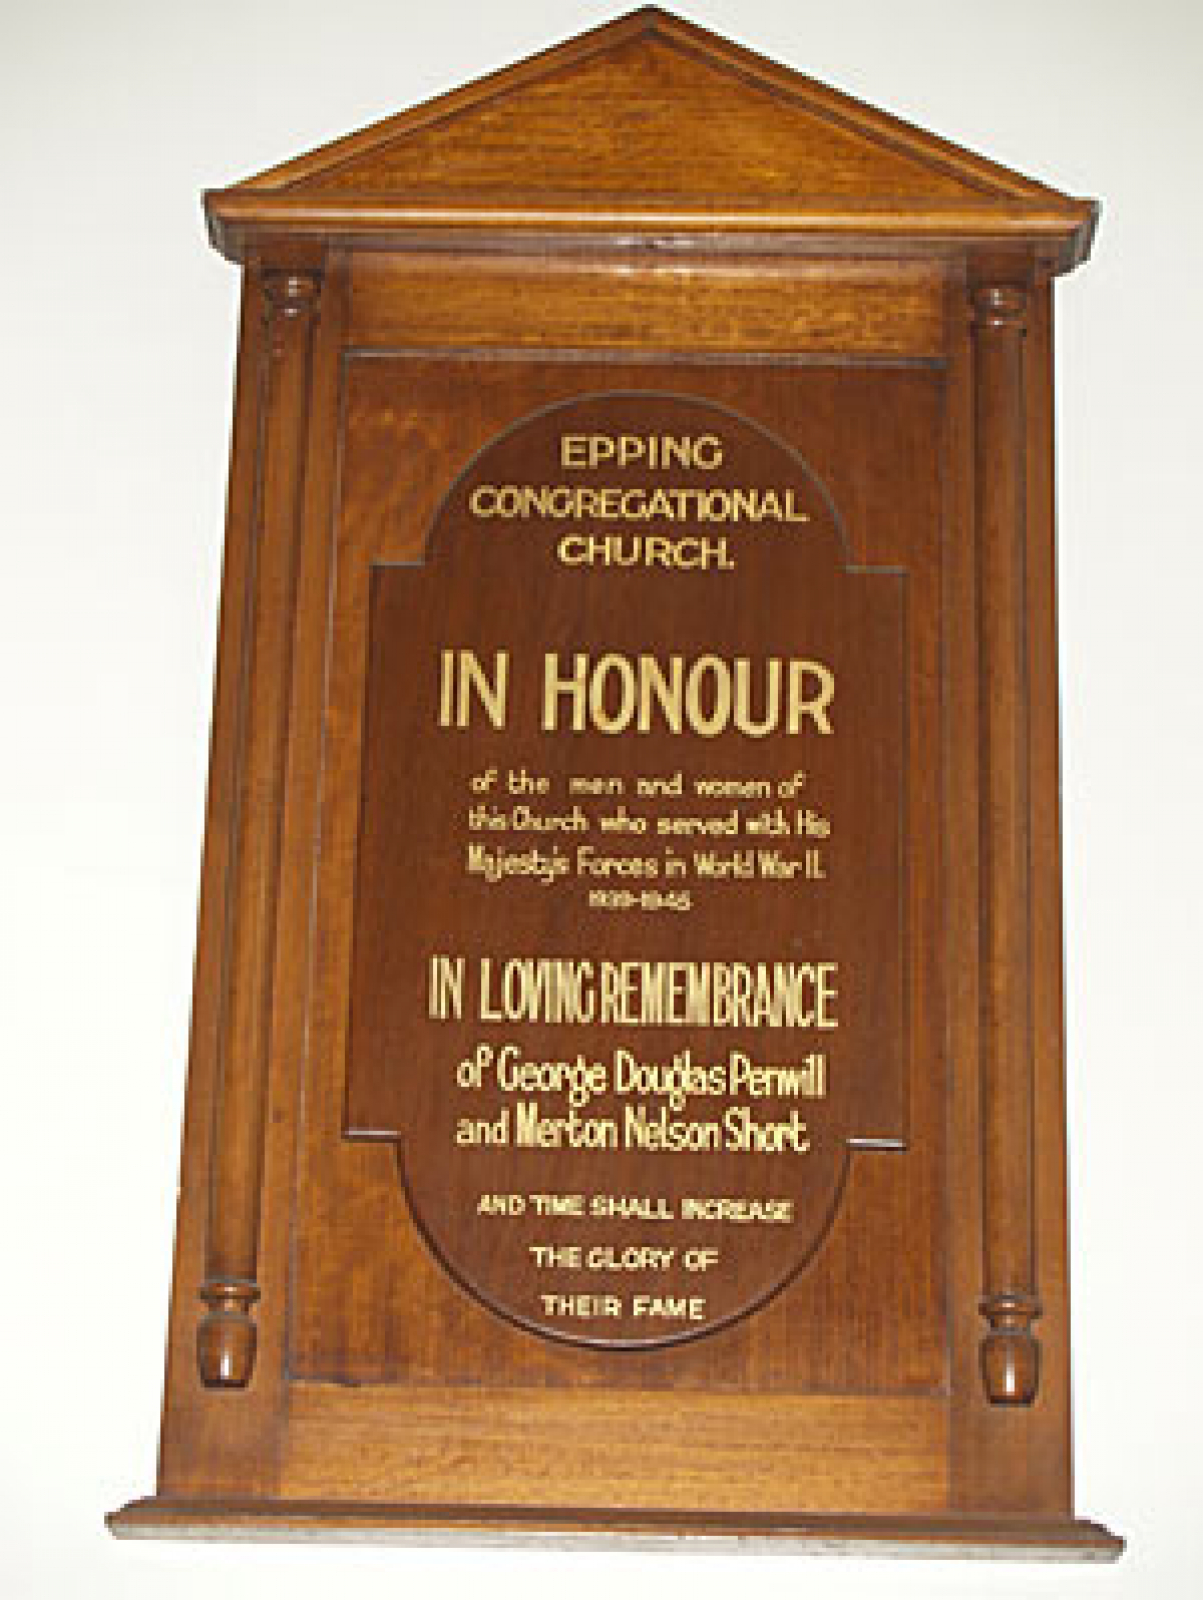 EPPING
CONGREGATIONAL
CHURCH.
IN HONOUR
of the men and women of
this Church who served with His
Majesty's Forces in World War II.
1939-1945
IN LOVING REMEMBRANCE
of George Douglas Penwill
and Merton Nelson Short
AND TIME SHALL INCREASE
THE GLORY OF
THEIR FAME